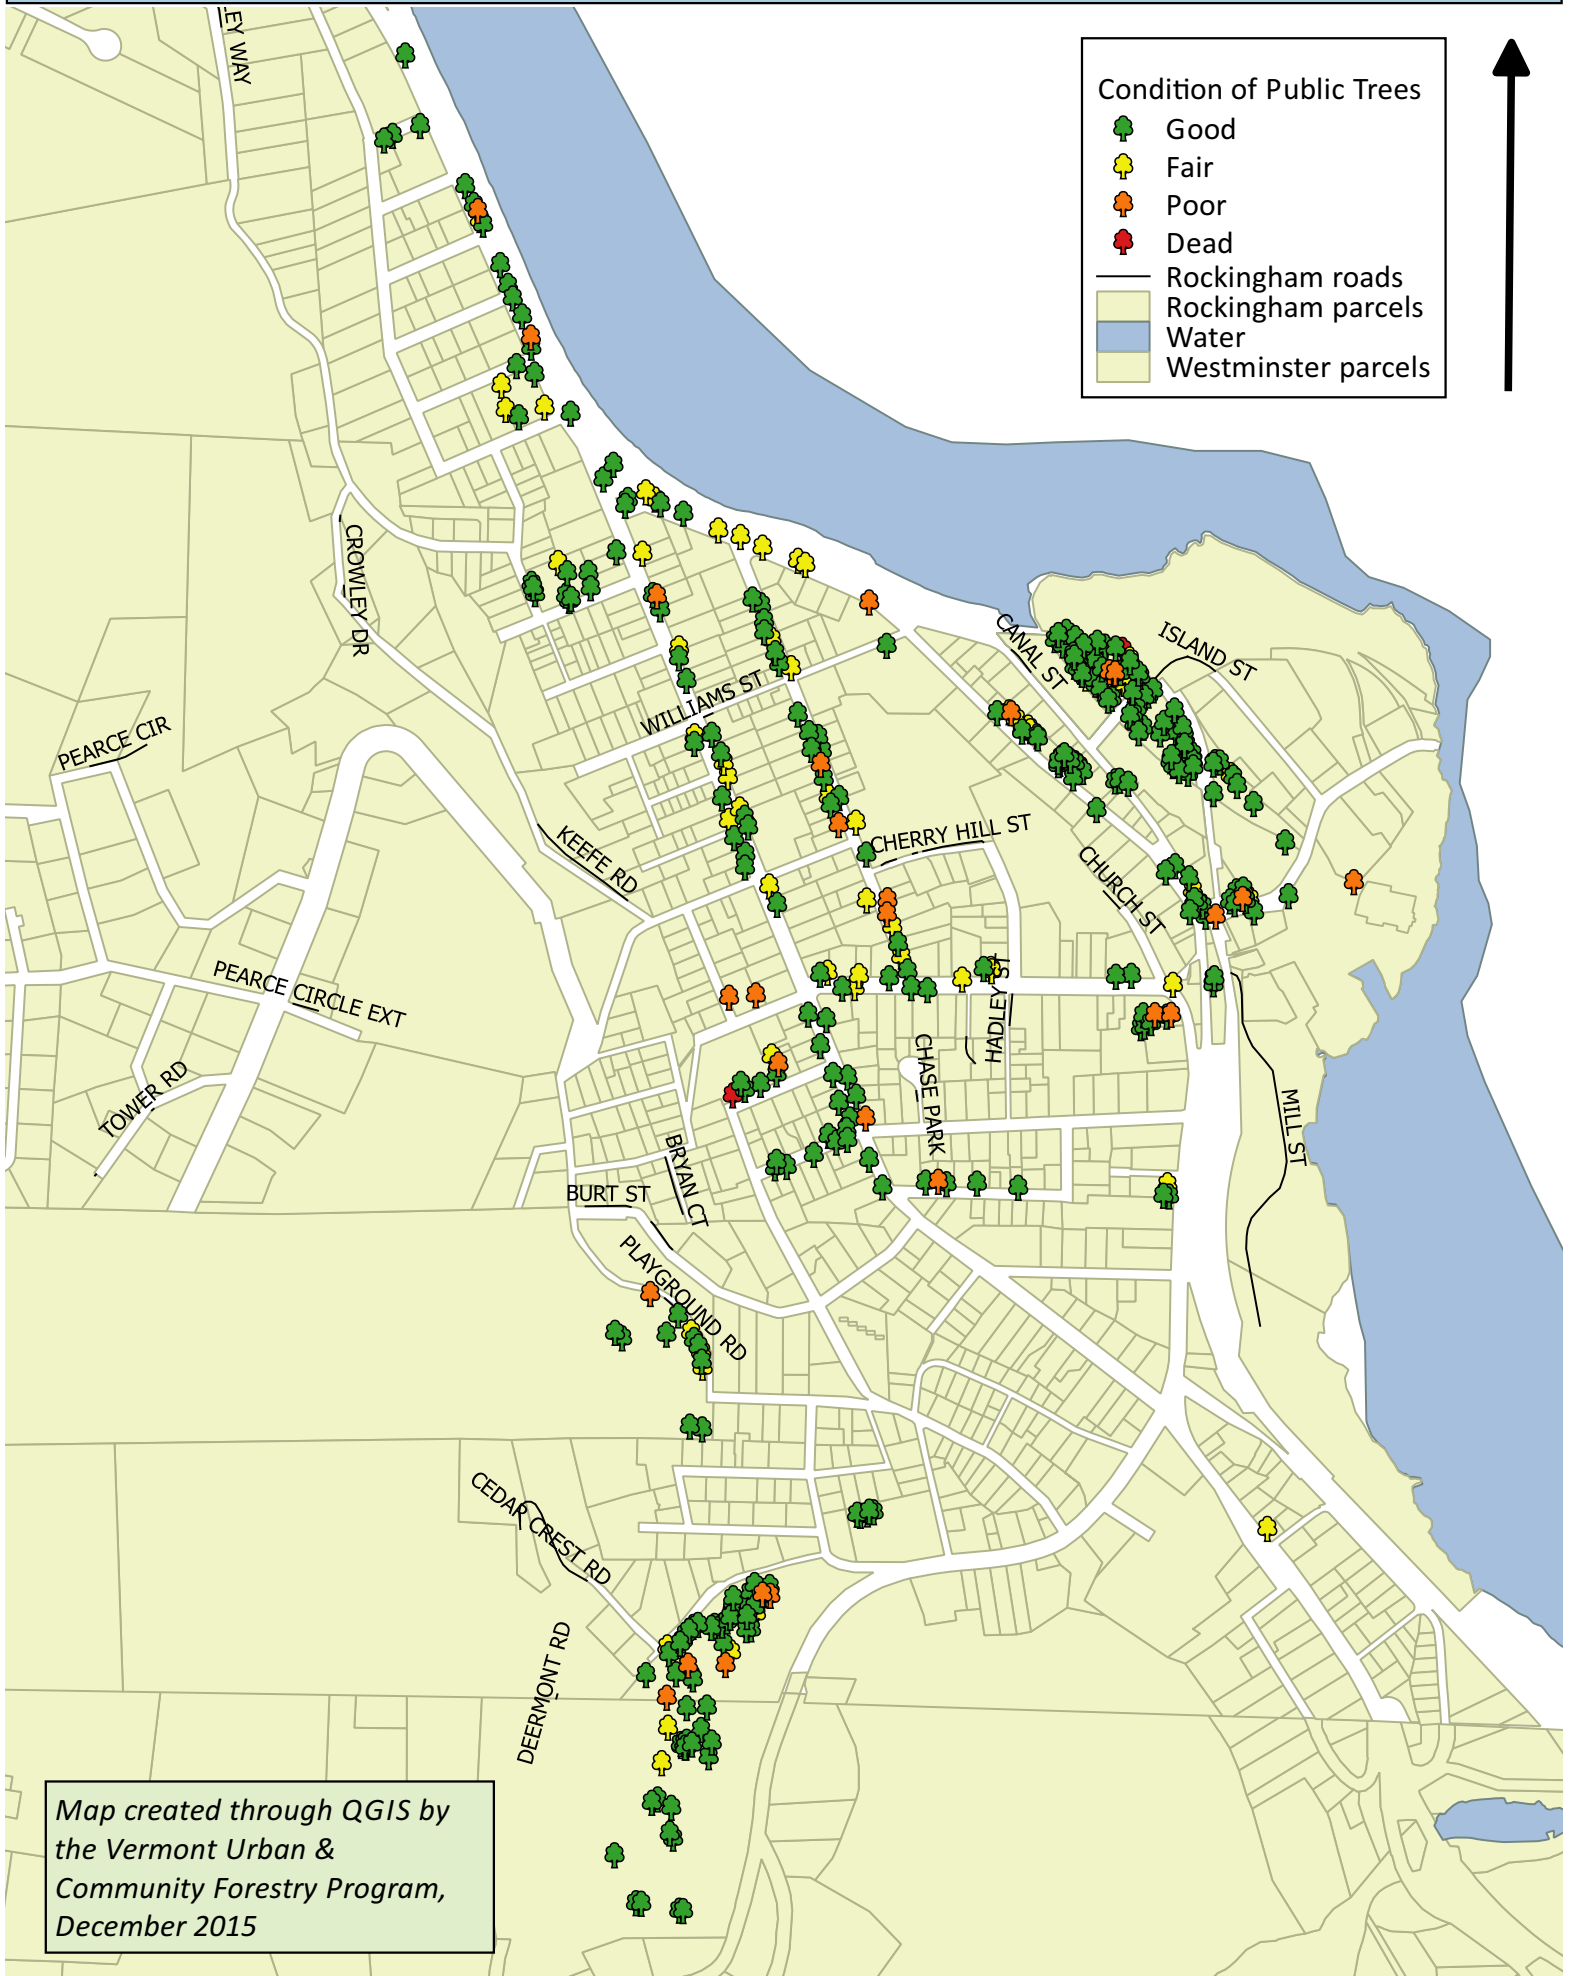 EY WAY
Condition of Public Trees
Good
Fair
Poor
Dead
Rockingham roads
Rockingham parcels
Water
Westminster parcels
CROWLEY DR
CANAL ST
ISLAND ST
WILLIAMS ST
PEARCE CIR
KEEFE RD
CHERRY HILL ST
CHURCH ST
PEARCE CIRCLE EXT
HADLEY ST
CHASE PARK
TOWER RD
MILL ST
BRYAN CT
BURT ST
PLAYGROUND RD
CEDAR CREST RD
DEERMONT RD
Map created through QGIS by
the Vermont Urban &
Community Forestry Program,
December 2015